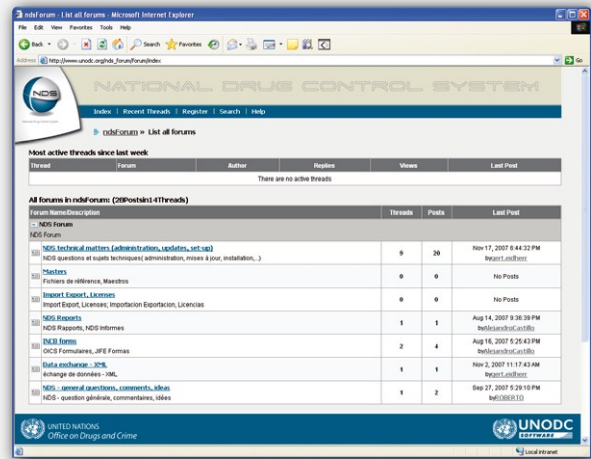 ndsForum - List all forums - Microsoft Internet Explorer
File Edit View Favorites Tools Help
Back Search Favorites
Address http://www.unodc.org/nds_forum/forum/index Go
NDS
NATIONAL DRUG CONTROL SYSTEM
Index | Recent Threads | Register | Search | Help
ndsForum » List all forums
Most active threads since last week
Thread Forum Author Replies Views Last Post
There are no active threads
All forums in ndsForum: (28Postsin14Threads)
Forum Name/Description Threads Posts Last Post
NDS Forum
NDS Forum
NDS technical matters (administration, updates, set-up) 9 20 Nov 17, 2007 6:44:32 PM
NDS questions et sujets techniques( administration, mises à jour, installation,...) bygert.eidherr
Masters 0 0 No Posts
Fichiers de référence, Maestros
Import Export, Licenses 0 0 No Posts
Import Export, Licenses; Importacion Exportacion, Licencias
NDS Reports 1 1 Aug 14, 2007 9:36:39 PM
NDS Rapports, NDS Informes byAlejandroCastillo
INCB forms 2 4 Aug 16, 2007 5:25:43 PM
OICS Formulaires, JIFE Formas byAlejandroCastillo
Data exchange - XML 1 1 Nov 2, 2007 11:17:43 AM
échange de données - XML bygert.eidherr
NDS - general questions, comments, ideas 1 2 Sep 27, 2007 5:29:10 PM
NDS - question générale, commentaires, idées byROBERTO
UNITED NATIONS
Office on Drugs and Crime
UNODC
SOFTWARE
Local intranet